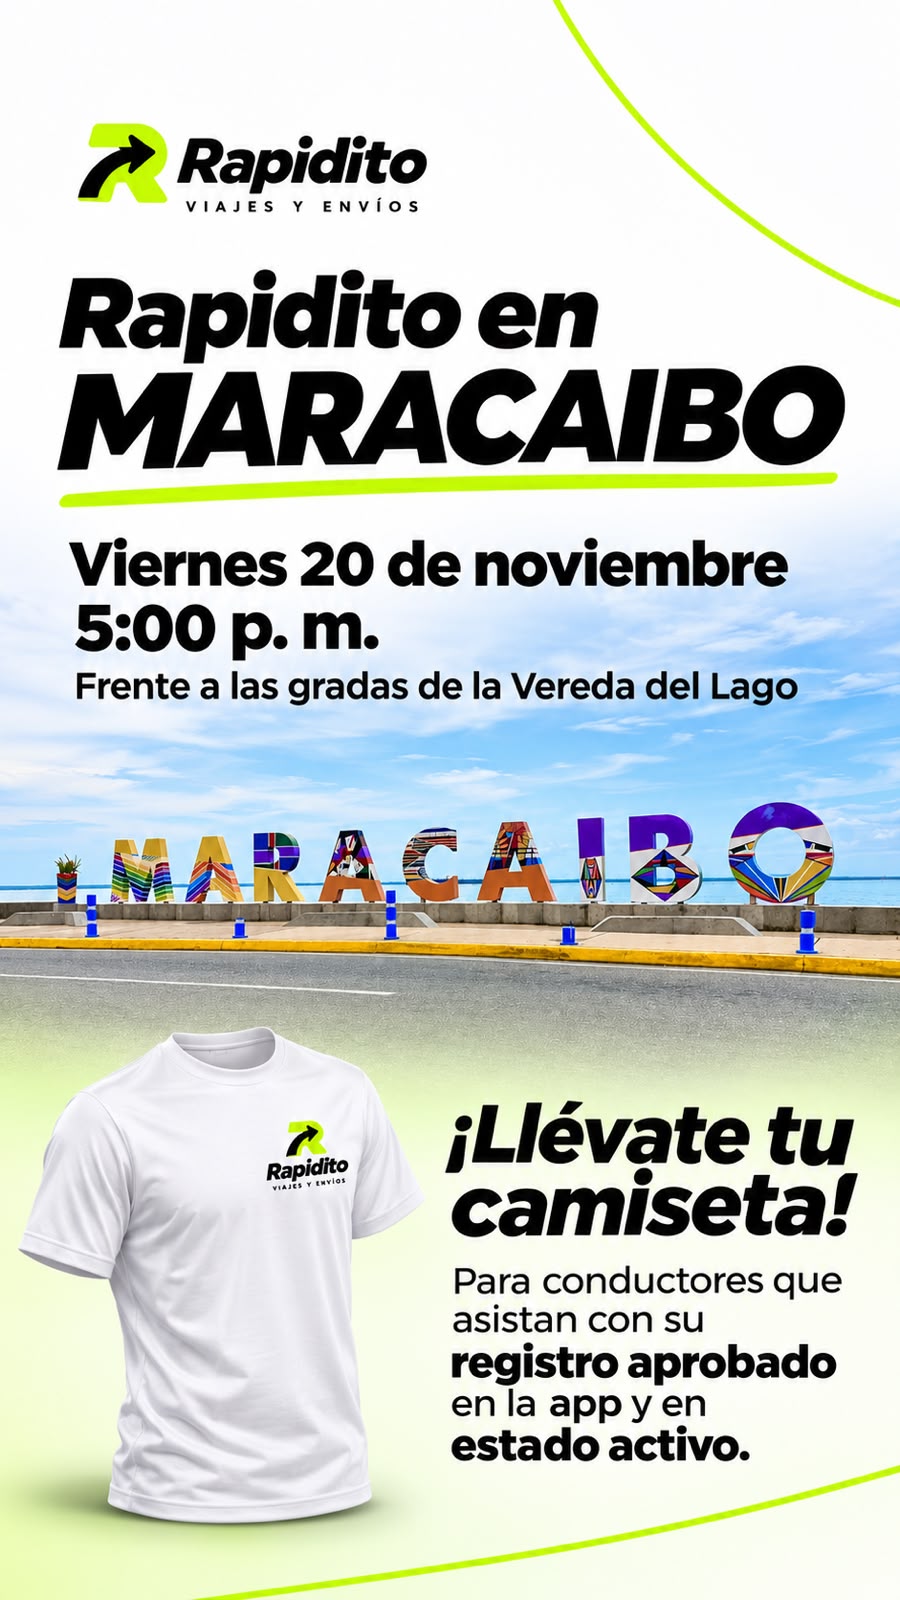 Rapidito
VIAJES Y ENVÍOS
Rapidito en
MARACAIBO
Viernes 20 de noviembre
5:00 p. m.
Frente a las gradas de la Vereda del Lago
MARACAIBO
Rapidito
VIAJES Y ENVÍOS
¡Llévate tu
camiseta!
Para conductores que
asistan con su
registro aprobado
en la app y en
estado activo.